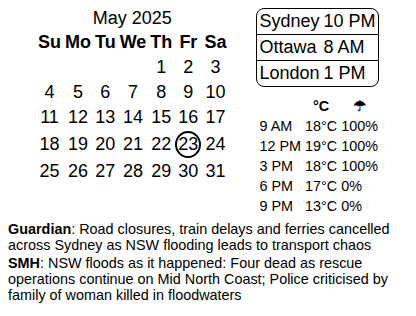 May 2025
Su Mo Tu We Th Fr Sa
1 2 3
4 5 6 7 8 9 10
11 12 13 14 15 16 17
18 19 20 21 22 23 24
25 26 27 28 29 30 31
Sydney 10 PM
Ottawa 8 AM
London 1 PM
°C ☂
9 AM 18°C 100%
12 PM 19°C 100%
3 PM 18°C 100%
6 PM 17°C 0%
9 PM 13°C 0%
Guardian: Road closures, train delays and ferries cancelled
across Sydney as NSW flooding leads to transport chaos
SMH: NSW floods as it happened: Four dead as rescue
operations continue on Mid North Coast; Police criticised by
family of woman killed in floodwaters